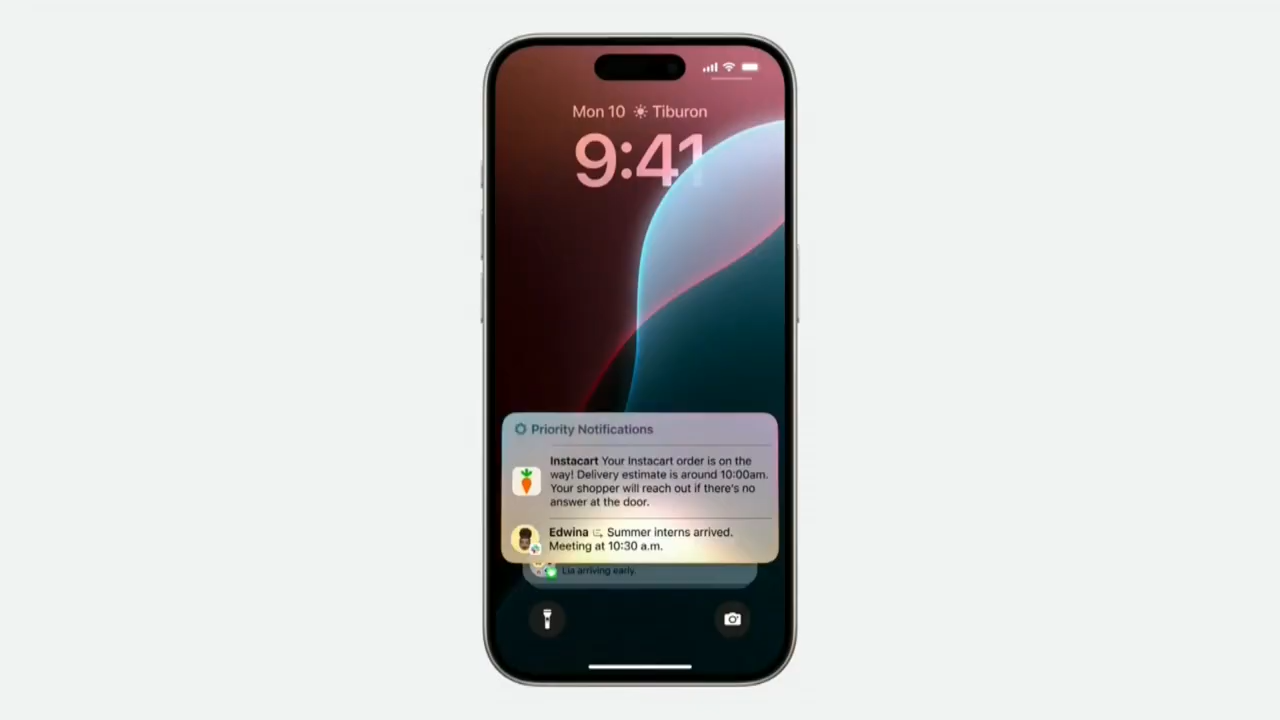 Mon 10 Tiburon
9:41
Priority Notifications
Instacart Your Instacart order is on the
way! Delivery estimate is around 10:00am.
Your shopper will reach out if there's no
answer at the door.
Edwina Summer interns arrived.
Meeting at 10:30 a.m.
Lia arriving early.